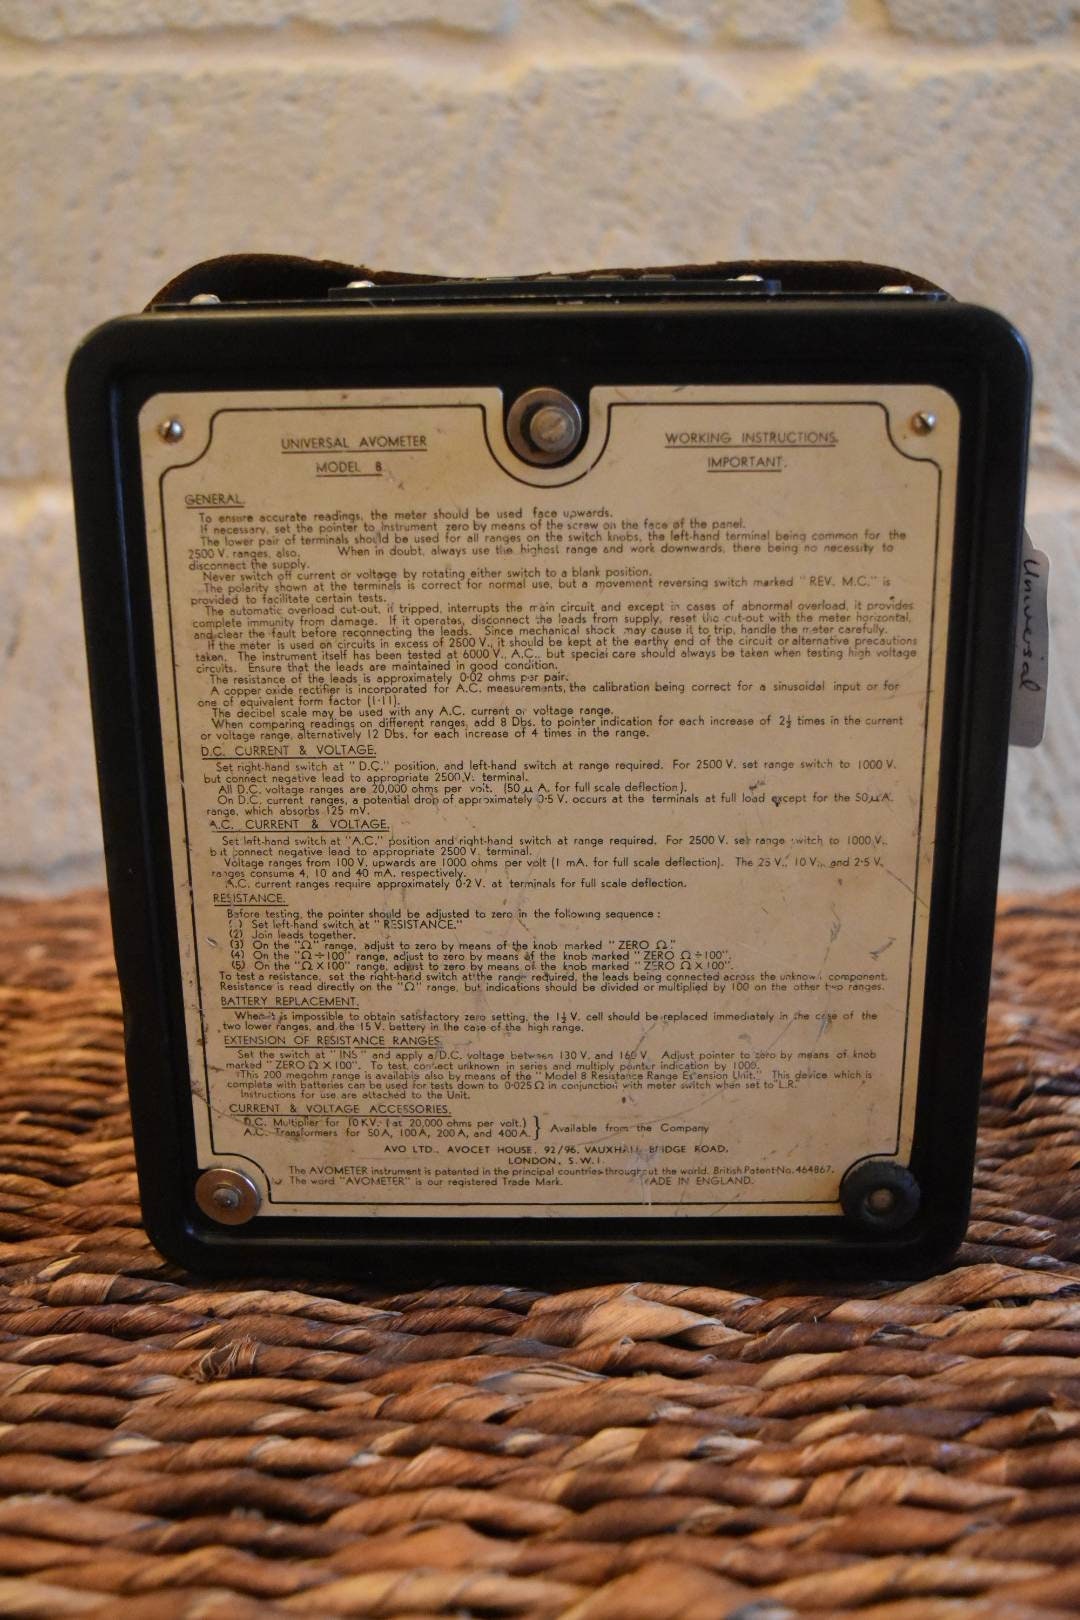 UNIVERSAL AVOMETER
MODEL 8.
WORKING INSTRUCTIONS.
IMPORTANT.
GENERAL.
To ensure accurate readings, the meter should be used face upwards.
If necessary, set the pointer to instrument zero by means of the screw on the face of the panel.
The lower pair of terminals should be used for all ranges on the switch knobs, the left-hand terminal being common for the
2500 V. ranges, also. When in doubt, always use the highest range and work downwards, there being no necessity to
disconnect the supply.
Never switch off current or voltage by rotating either switch to a blank position.
The polarity shown at the terminals is correct for normal use, but a movement reversing switch marked "REV. M.C." is
provided to facilitate certain tests.
The automatic overload cut-out, if tripped, interrupts the main circuit and except in cases of abnormal overload, it provides
complete immunity from damage. If it operates, disconnect the leads from supply, reset the cut-out with the meter horizontal,
and clear the fault before reconnecting the leads. Since mechanical shock may cause it to trip, handle the meter carefully.
If the meter is used on circuits in excess of 2500 V., it should be kept at the earthy end of the circuit or alternative precautions
taken. The instrument itself has been tested at 6000 V., A.C., but special care should always be taken when testing high voltage
circuits. Ensure that the leads are maintained in good condition.
The resistance of the leads is approximately 0·02 ohms per pair.
A copper oxide rectifier is incorporated for A.C. measurements, the calibration being correct for a sinusoidal input or for
one of equivalent form factor (1·11).
The decibel scale may be used with any A.C. current or voltage range.
When comparing readings on different ranges, add 8 Dbs. to pointer indication for each increase of 2½ times in the current
or voltage range, alternatively 12 Dbs. for each increase of 4 times in the range.
D.C. CURRENT & VOLTAGE.
Set right-hand switch at "D.C." position, and left-hand switch at range required. For 2500 V. set range switch to 1000 V.
but connect negative lead to appropriate 2500 V. terminal.
All D.C. voltage ranges are 20,000 ohms per volt. (50 μ A. for full scale deflection).
On D.C. current ranges, a potential drop of approximately 0·5 V. occurs at the terminals at full load except for the 50μA.
range, which absorbs 125 mV.
A.C. CURRENT & VOLTAGE.
Set left-hand switch at "A.C." position and right-hand switch at range required. For 2500 V. set range switch to 1000 V.
but connect negative lead to appropriate 2500 V. terminal.
Voltage ranges from 100 V. upwards are 1000 ohms per volt (1 mA. for full scale deflection). The 25 V., 10 V., and 2·5 V.
ranges consume 4, 10 and 40 mA. respectively.
A.C. current ranges require approximately 0·2 V. at terminals for full scale deflection.
RESISTANCE.
Before testing, the pointer should be adjusted to zero in the following sequence :
(1) Set left-hand switch at "RESISTANCE."
(2) Join leads together.
(3) On the "Ω" range, adjust to zero by means of the knob marked "ZERO Ω."
(4) On the "Ω÷100" range, adjust to zero by means of the knob marked "ZERO Ω÷100".
(5) On the "Ω X 100" range, adjust to zero by means of the knob marked "ZERO Ω X 100".
To test a resistance, set the right-hand switch at the range required, the leads being connected across the unknown component.
Resistance is read directly on the "Ω" range, but indications should be divided or multiplied by 100 on the other two ranges.
BATTERY REPLACEMENT.
When it is impossible to obtain satisfactory zero setting, the 1½ V. cell should be replaced immediately in the case of the
two lower ranges, and the 15 V. battery in the case of the high range.
EXTENSION OF RESISTANCE RANGES
Set the switch at "INS" and apply a D.C. voltage between 130 V. and 160 V. Adjust pointer to zero by means of knob
marked "ZERO Ω X 100". To test, connect unknown in series and multiply pointer indication by 1000.
This 200 megohm range is available also by means of the "Model 8 Resistance Range Extension Unit." This device which is
complete with batteries can be used for tests down to 0·025 Ω in conjunction with meter switch when set to "L.R."
Instructions for use are attached to the Unit.
CURRENT & VOLTAGE ACCESSORIES.
D.C. Multiplier for 10 KV. (at 20,000 ohms per volt.)
A.C. Transformers for 50A, 100A, 200A, and 400A. } Available from the Company
AVO LTD., AVOCET HOUSE, 92/96, VAUXHALL BRIDGE ROAD,
LONDON, S.W.1.
The AVOMETER instrument is patented in the principal countries throughout the world. British Patent No. 464867.
The word "AVOMETER" is our registered Trade Mark. MADE IN ENGLAND.
Universal